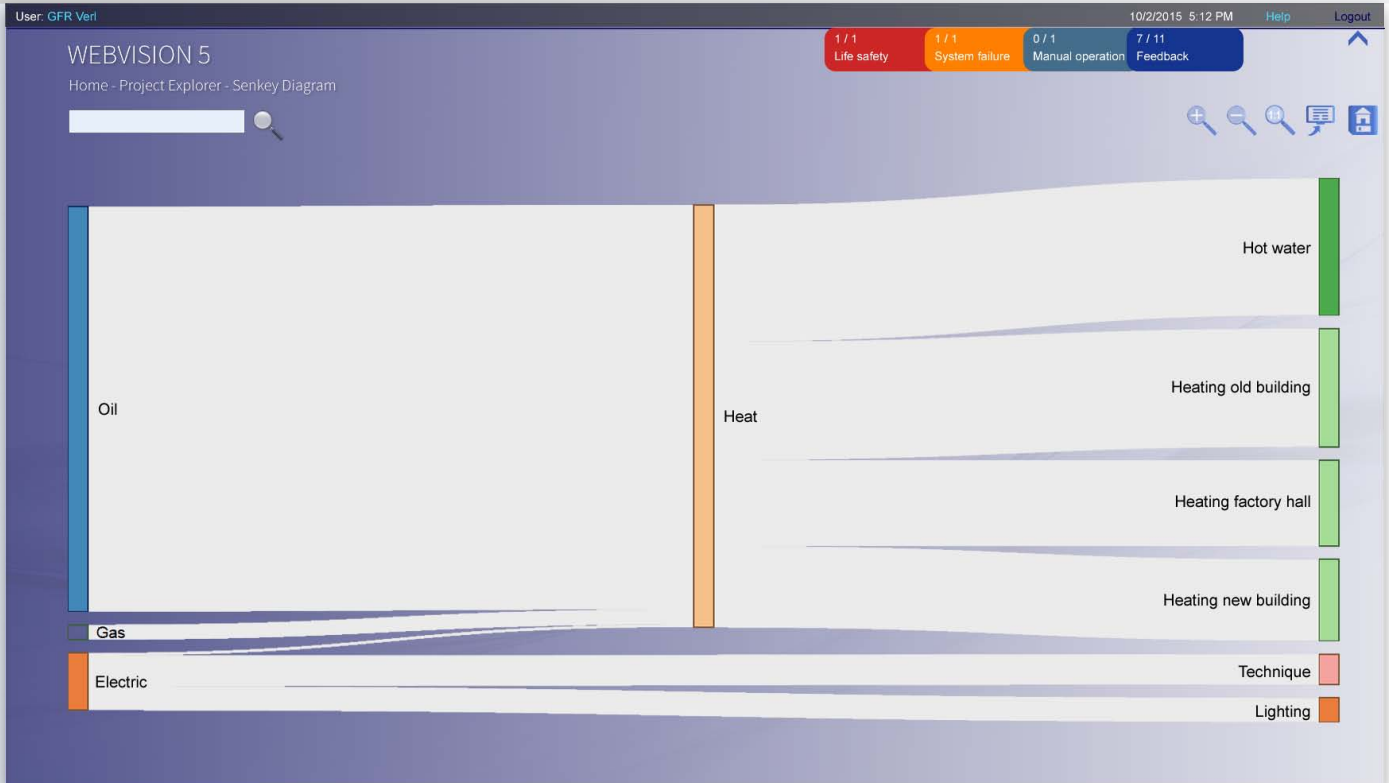 User: GFR Verl
10/2/2015 5:12 PM Help Logout
WEBVISION 5
Home - Project Explorer - Senkey Diagram
1 / 1
Life safety
1 / 1
System failure
0 / 1
Manual operation
7 / 11
Feedback
1:1
Hot water
Heating old building
Oil
Heat
Heating factory hall
Heating new building
Gas
Electric
Technique
Lighting